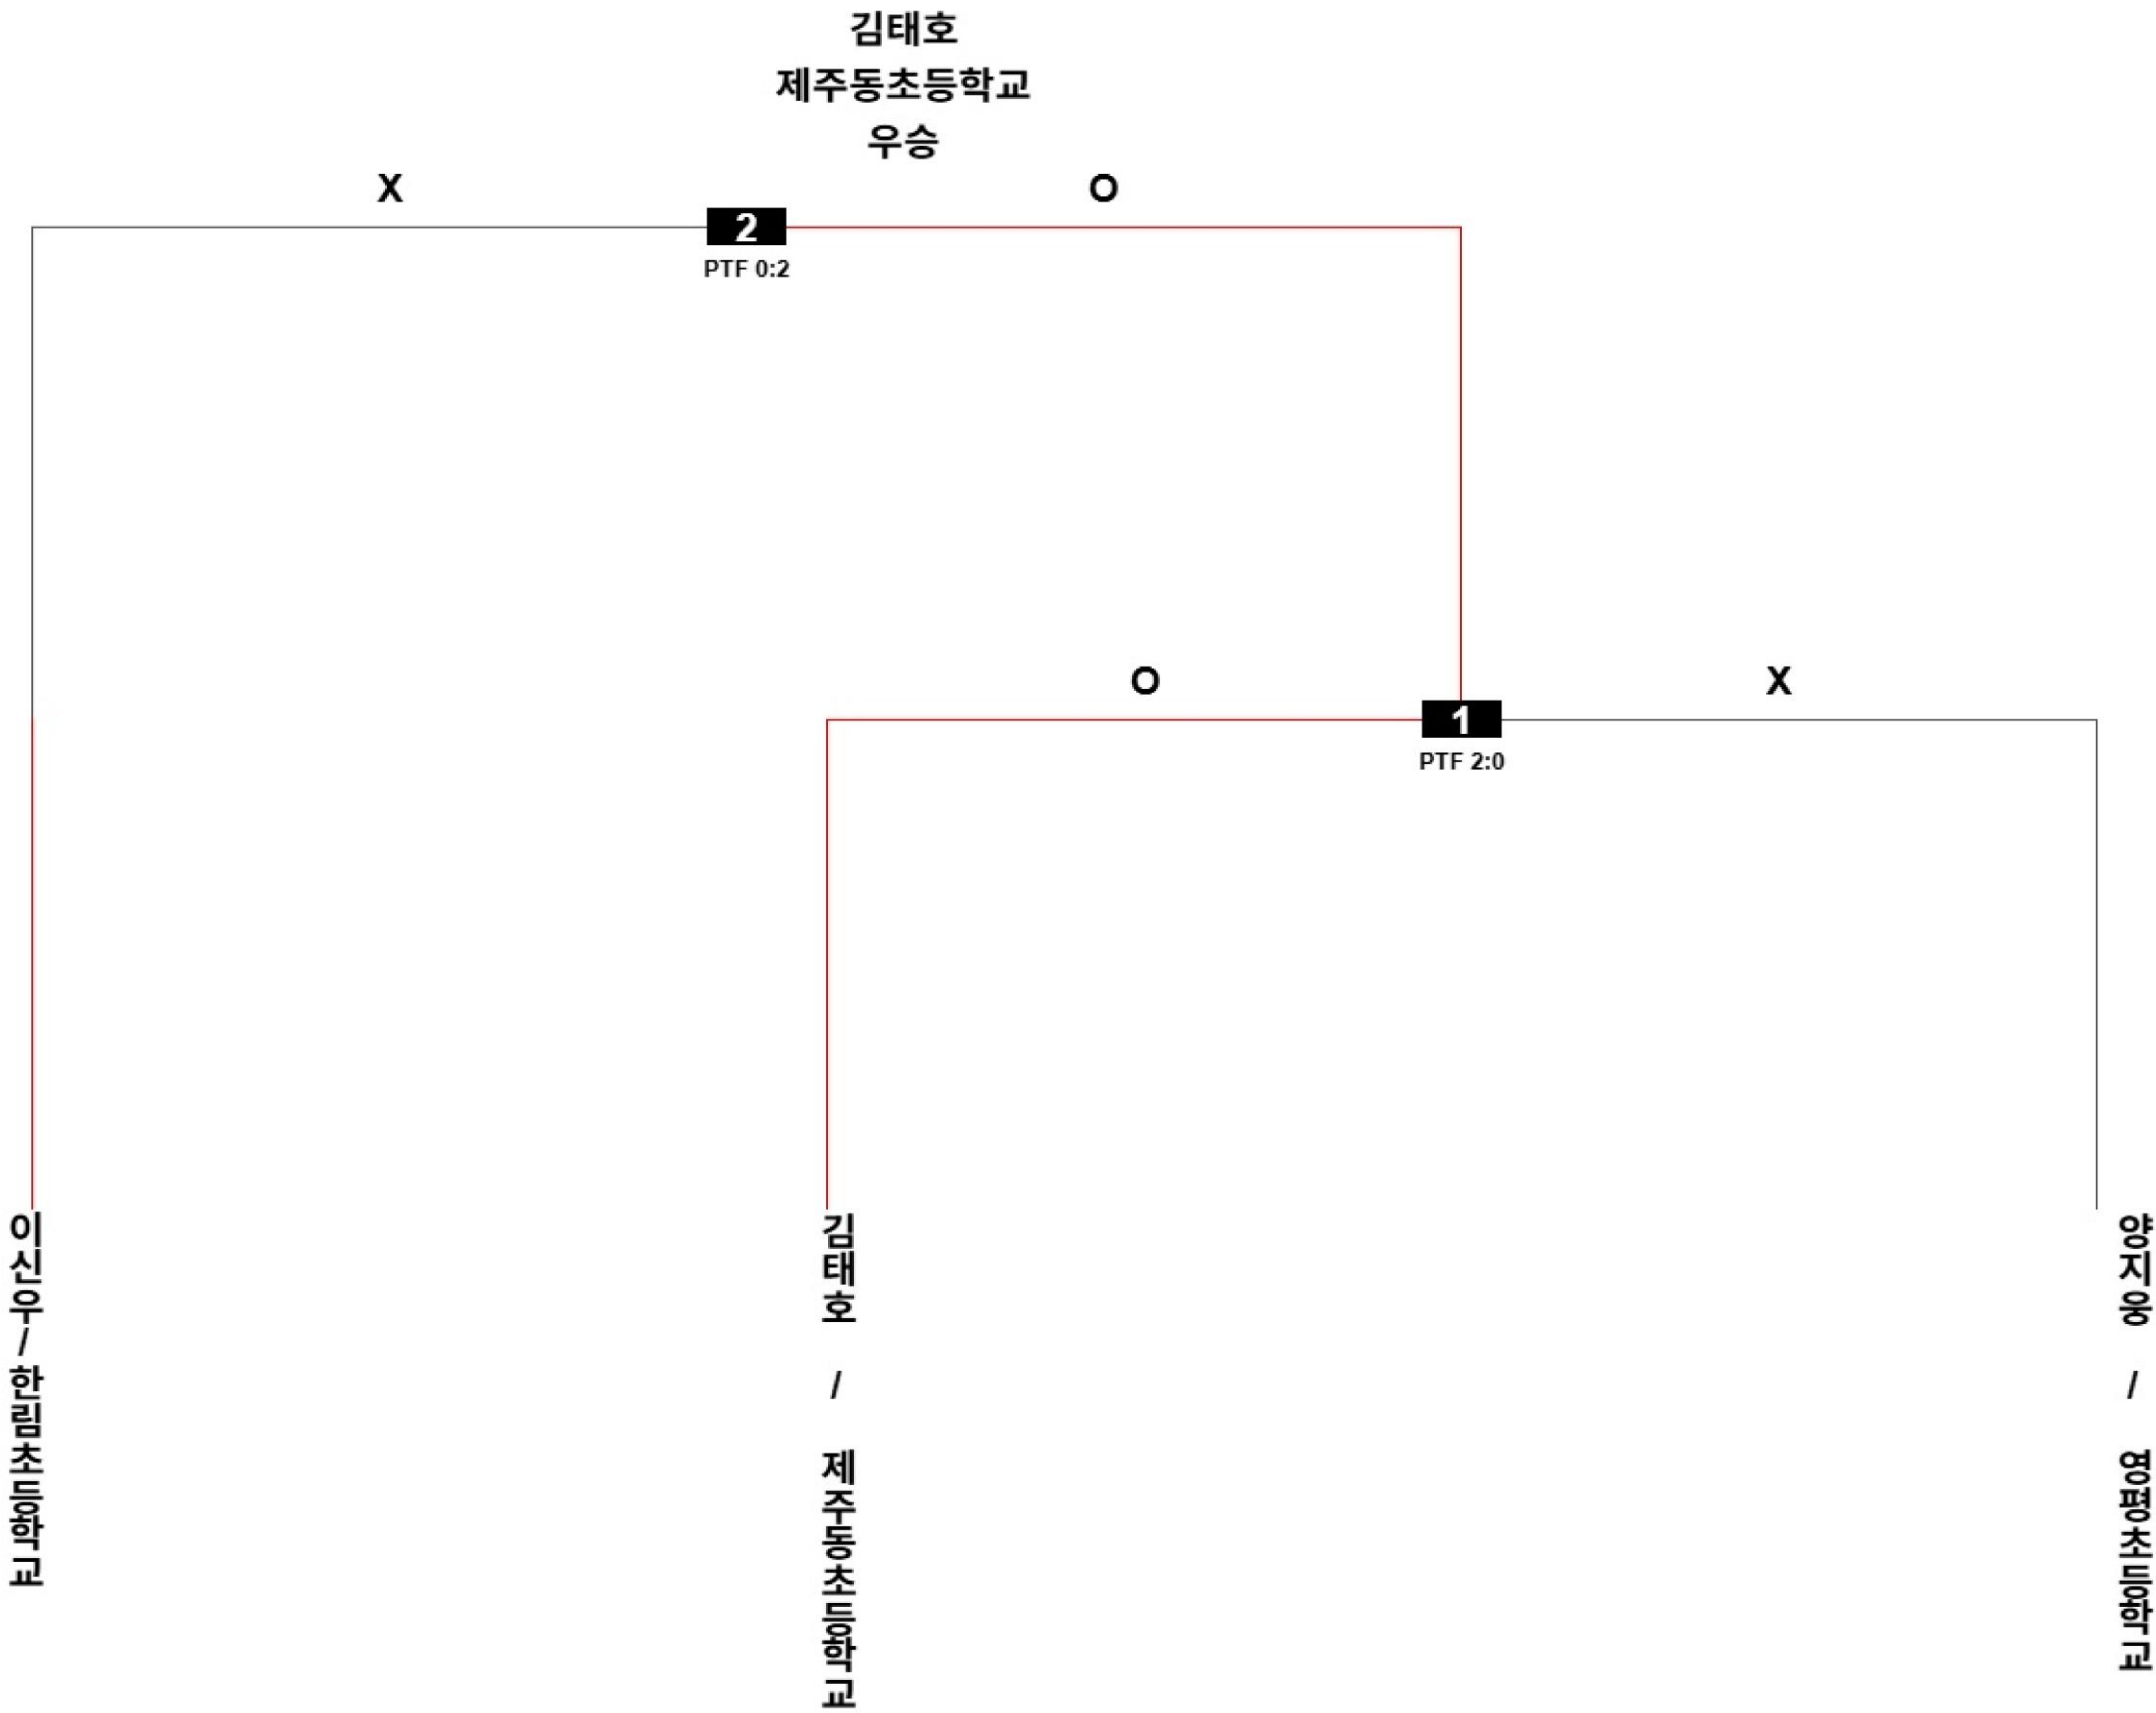 김태호
제주동초등학교
우승
X
O
2
PTF 0:2
O
X
1
PTF 2:0
이신우/한림초등학교
김태호 / 제주동초등학교
양지웅 / 영평초등학교